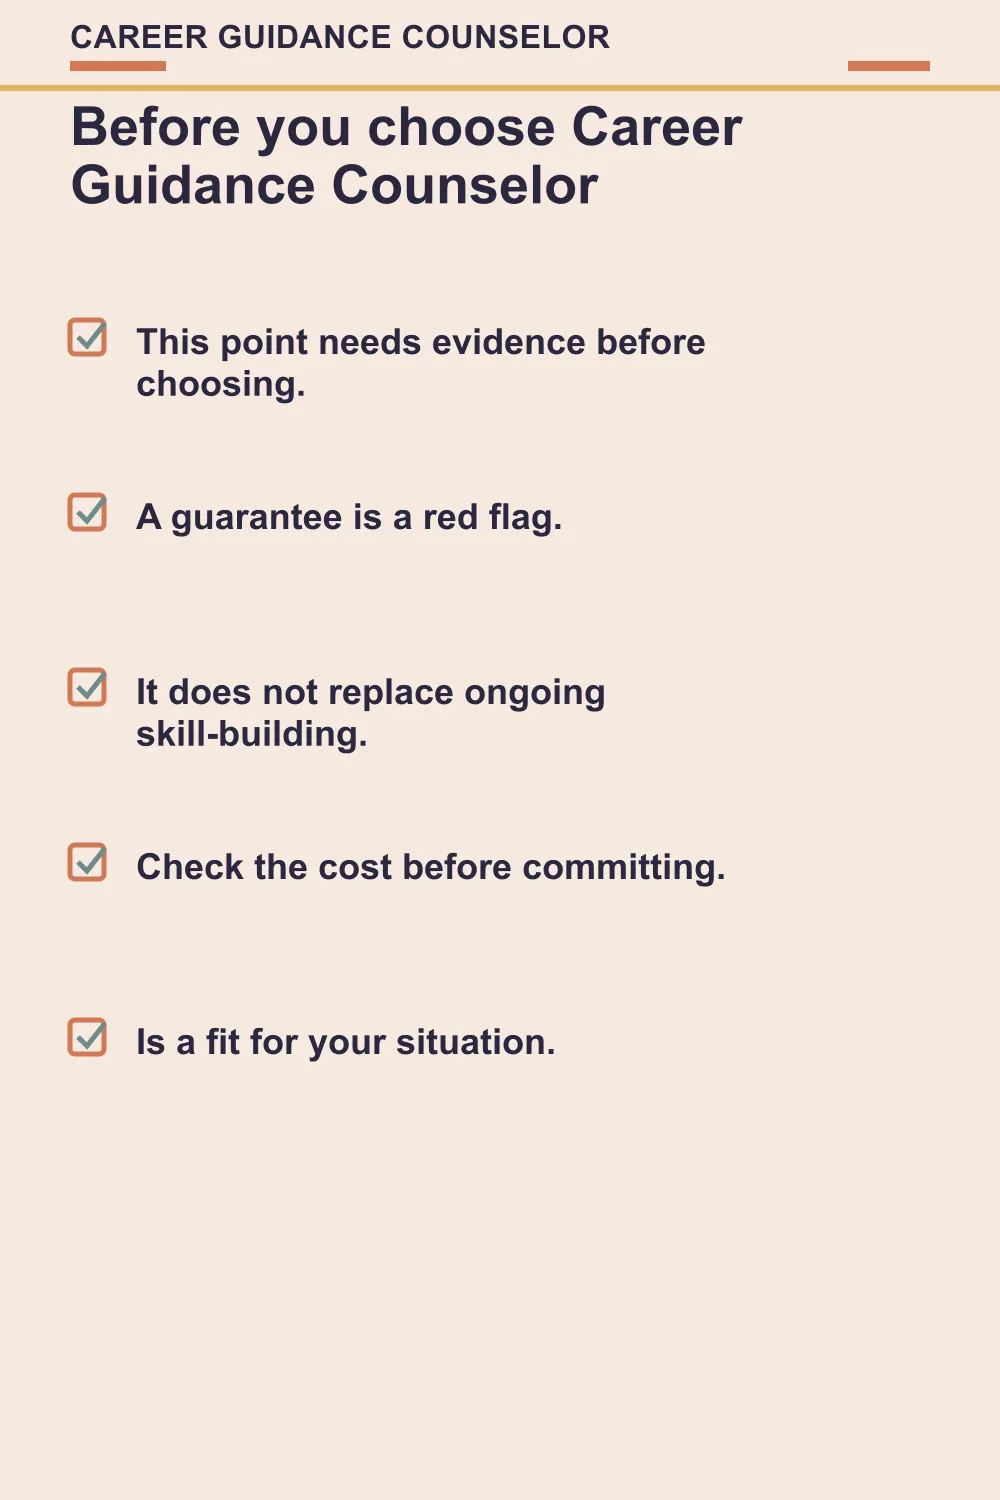 CAREER GUIDANCE COUNSELOR
Before you choose Career
Guidance Counselor
This point needs evidence before
choosing.
A guarantee is a red flag.
It does not replace ongoing
skill-building.
Check the cost before committing.
Is a fit for your situation.